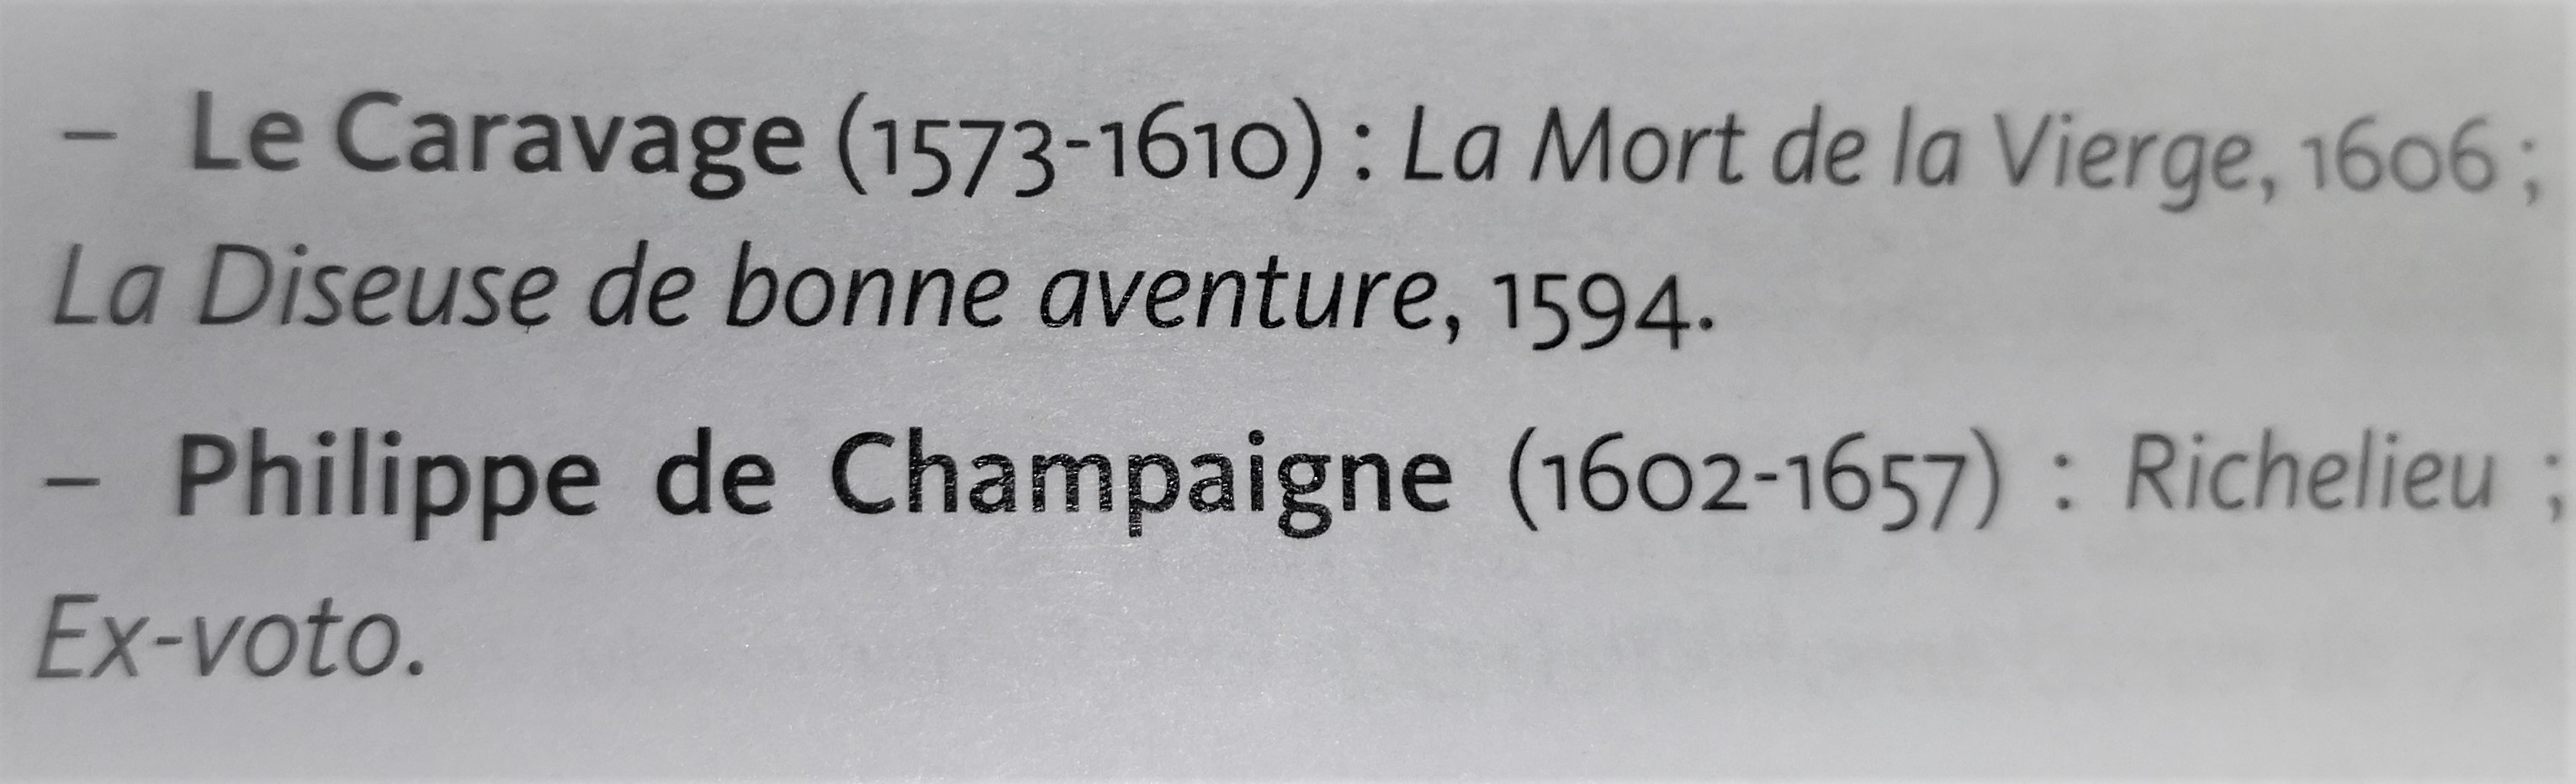 – Le Caravage (1573-1610) : La Mort de la Vierge, 1606 ;
La Diseuse de bonne aventure, 1594.
– Philippe de Champaigne (1602-1657) : Richelieu ;
Ex-voto.